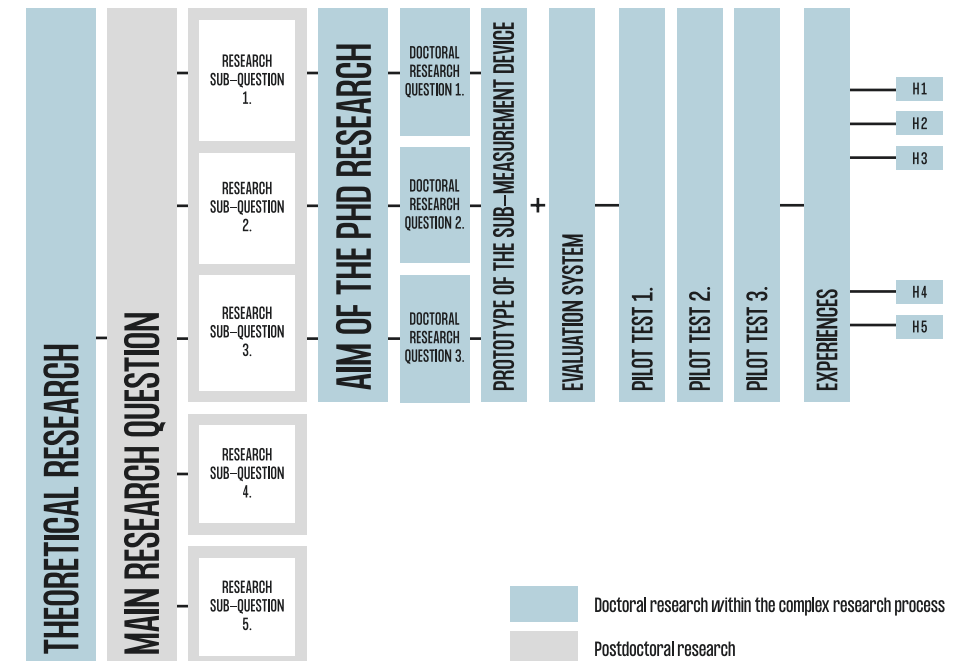 THEORETICAL RESEARCH
MAIN RESEARCH QUESTION
RESEARCH
SUB–QUESTION
1.
RESEARCH
SUB–QUESTION
2.
RESEARCH
SUB–QUESTION
3.
RESEARCH
SUB–QUESTION
4.
RESEARCH
SUB–QUESTION
5.
AIM OF THE PHD RESEARCH
DOCTORAL
RESEARCH
QUESTION 1.
DOCTORAL
RESEARCH
QUESTION 2.
DOCTORAL
RESEARCH
QUESTION 3.
PROTOTYPE OF THE SUB–MEASUREMENT DEVICE
+
EVALUATION SYSTEM
PILOT TEST 1.
PILOT TEST 2.
PILOT TEST 3.
EXPERIENCES
H1
H2
H3
H4
H5
Doctoral research within the complex research process
Postdoctoral research